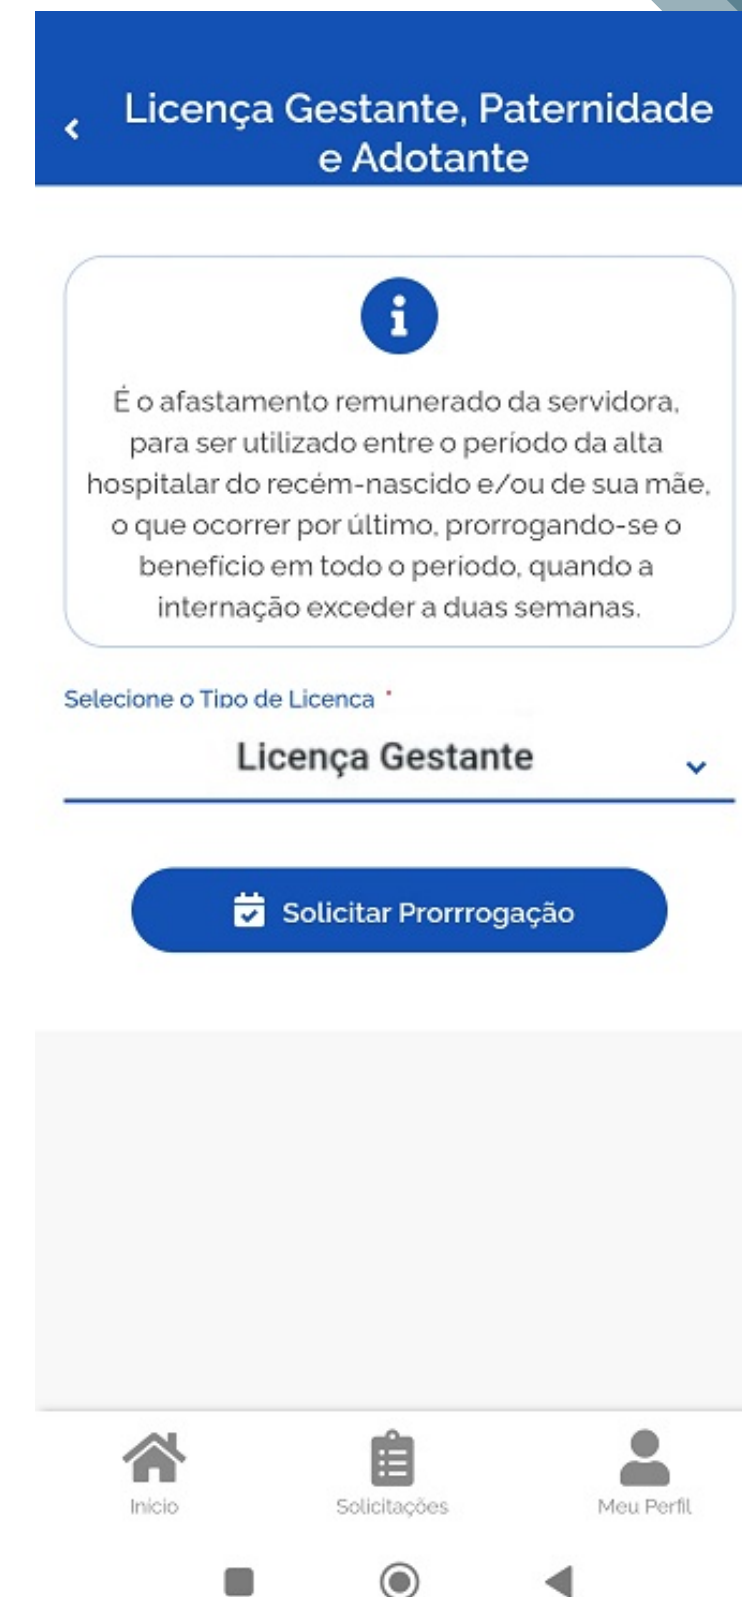 Licença Gestante, Paternidade
e Adotante
É o afastamento remunerado da servidora,
para ser utilizado entre o período da alta
hospitalar do recém-nascido e/ou de sua mãe,
o que ocorrer por último, prorrogando-se o
benefício em todo o período, quando a
internação exceder a duas semanas.
Selecione o Tipo de Licença *
Licença Gestante
Solicitar Prorrrogação
Início
Solicitações
Meu Perfil